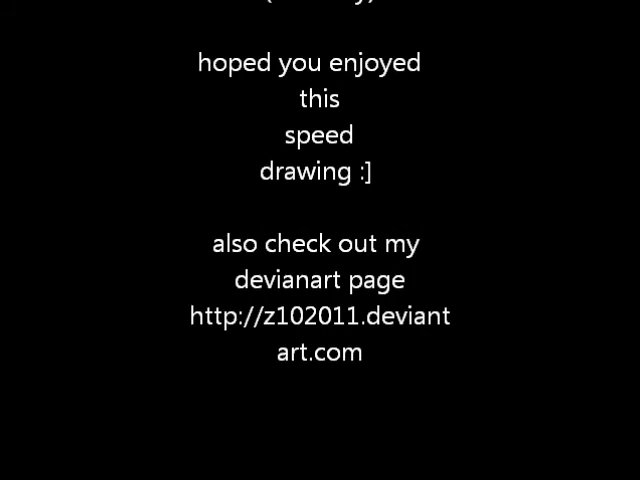 hoped you enjoyed
this
speed
drawing :]
also check out my
devianart page
http://z102011.deviant
art.com